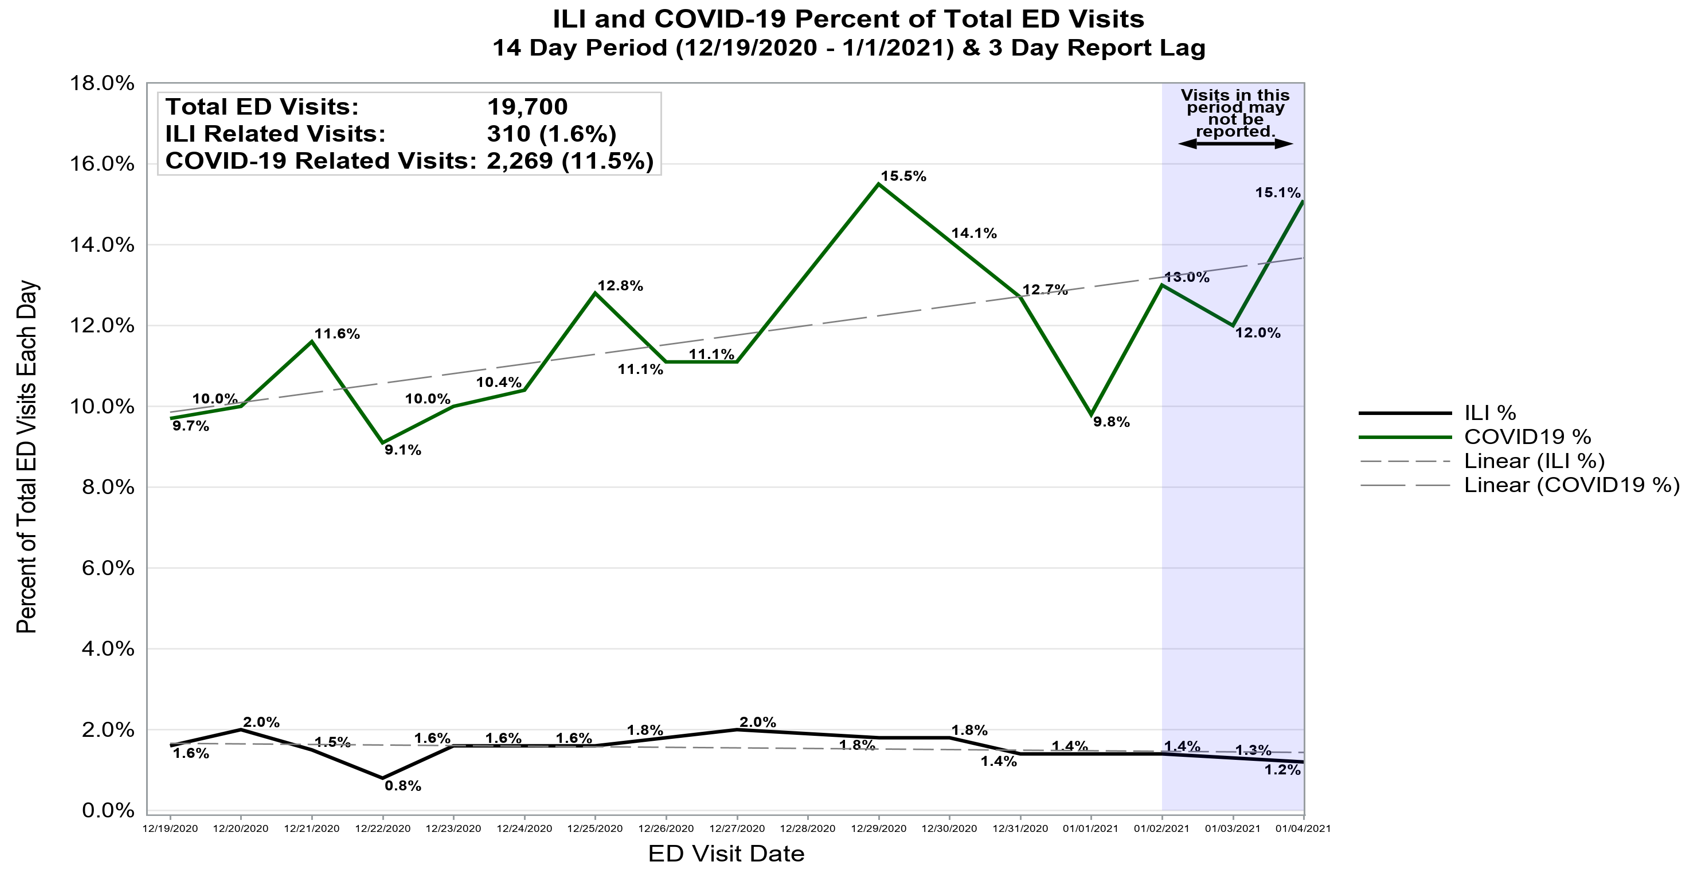 ILI and COVID-19 Percent of Total ED Visits
14 Day Period (12/19/2020 - 1/1/2021) & 3 Day Report Lag
Percent of Total ED Visits Each Day
18.0%
16.0%
14.0%
12.0%
10.0%
8.0%
6.0%
4.0%
2.0%
0.0%
Total ED Visits: 19,700
ILI Related Visits: 310 (1.6%)
COVID-19 Related Visits: 2,269 (11.5%)
Visits in this
period may
not be
reported.
9.7%
10.0%
11.6%
9.1%
10.0%
10.4%
12.8%
11.1%
11.1%
15.5%
14.1%
12.7%
9.8%
13.0%
12.0%
15.1%
1.6%
2.0%
1.5%
0.8%
1.6%
1.6%
1.6%
1.8%
2.0%
1.8%
1.8%
1.4%
1.4%
1.4%
1.3%
1.2%
12/19/2020 12/20/2020 12/21/2020 12/22/2020 12/23/2020 12/24/2020 12/25/2020 12/26/2020 12/27/2020 12/28/2020 12/29/2020 12/30/2020 12/31/2020 01/01/2021 01/02/2021 01/03/2021 01/04/2021
ED Visit Date
ILI %
COVID19 %
Linear (ILI %)
Linear (COVID19 %)